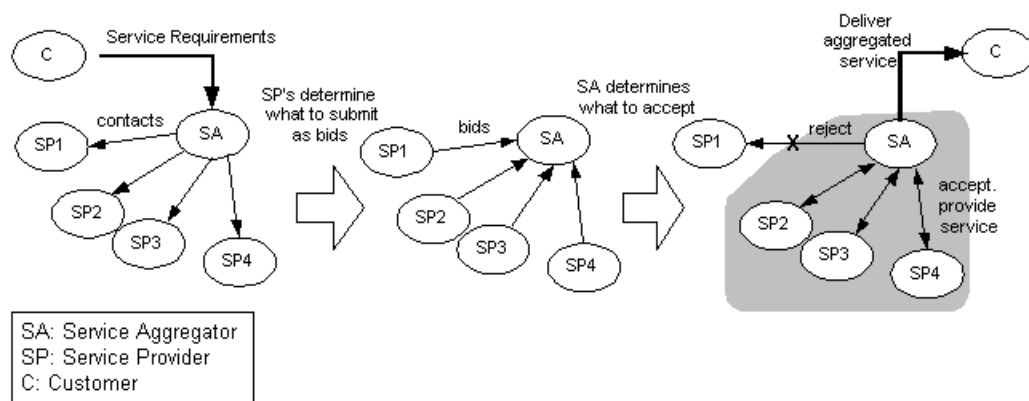 C
Service Requirements
contacts
SA
SP1
SP2
SP3
SP4
SP's determine
what to submit
as bids
bids
SA
SP1
SP2
SP3
SP4
SA determines
what to accept
Deliver
aggregated
service
C
SP1
reject
X
SA
accept.
provide
service
SP2
SP3
SP4
SA: Service Aggregator
SP: Service Provider
C: Customer